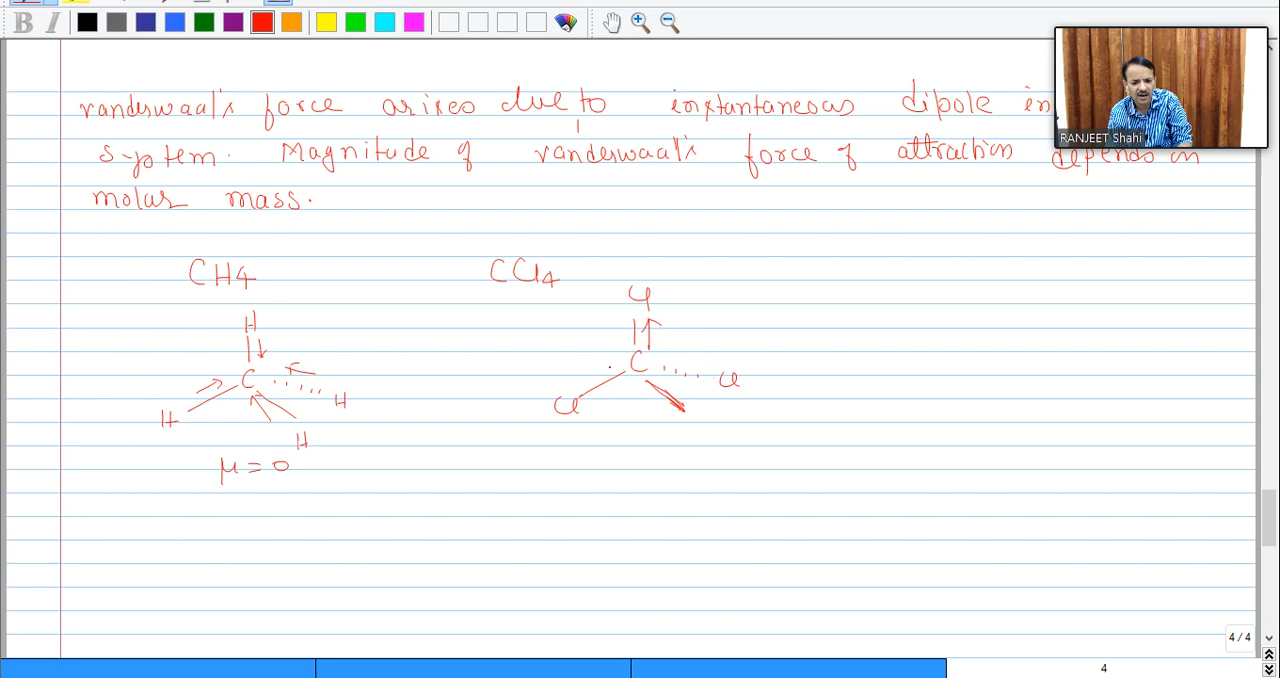 B I
vanderwaal's force arises due to instantaneous dipole in
RANJEET Shahi
system. Magnitude of vanderwaal's force of attraction depends on
molar mass.
CH4 CCl4
H Cl
C C
H H Cl Cl
H
μ = 0
4 / 4
4